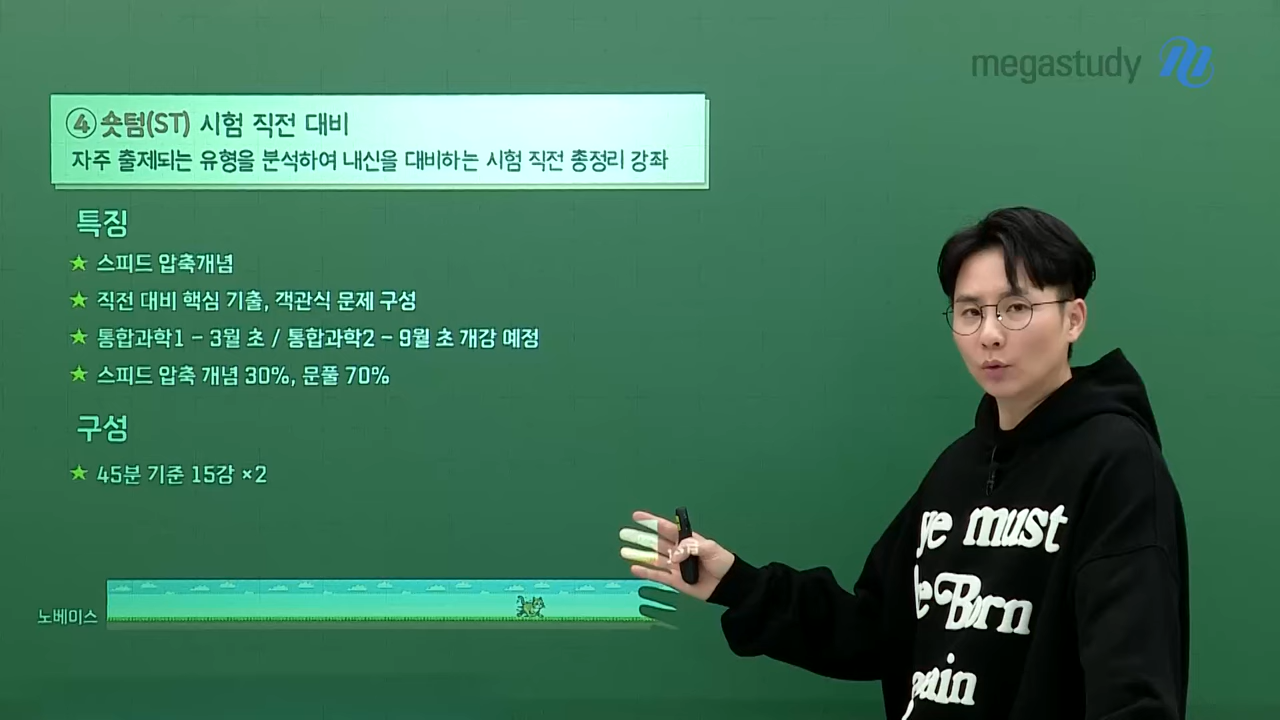 megastudy
④ 숏텀(ST) 시험 직전 대비
자주 출제되는 유형을 분석하여 내신을 대비하는 시험 직전 총정리 강좌
특징
★ 스피드 압축개념
★ 직전 대비 핵심 기출, 객관식 문제 구성
★ 통합과학1 - 3월 초 / 통합과학2 - 9월 초 개강 예정
★ 스피드 압축 개념 30%, 문풀 70%
구성
★ 45분 기준 15강 ×2
노베미스
ye must
Born